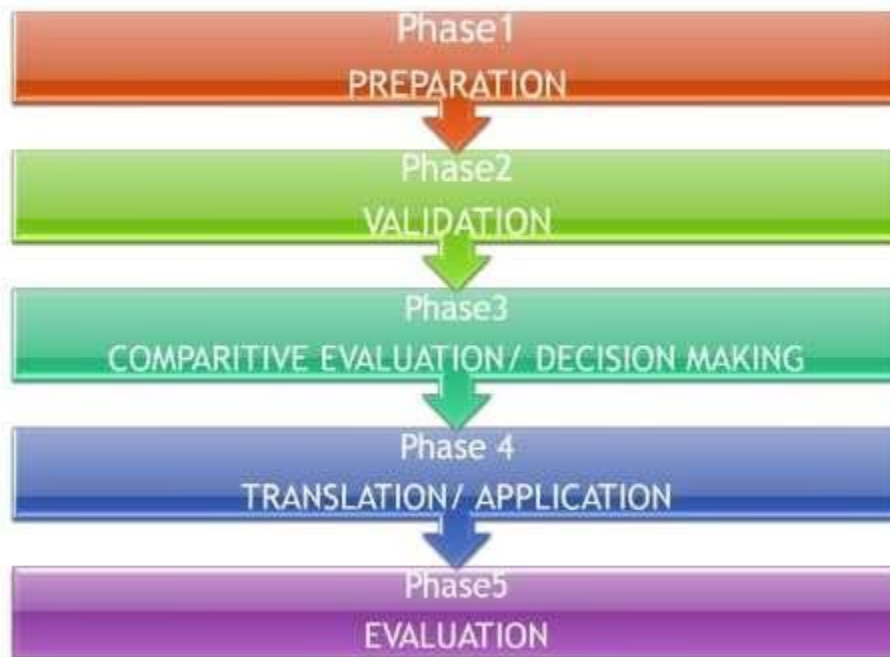 Phase1
PREPARATION
Phase2
VALIDATION
Phase3
COMPARITIVE EVALUATION/ DECISION MAKING
Phase 4
TRANSLATION/ APPLICATION
Phase5
EVALUATION